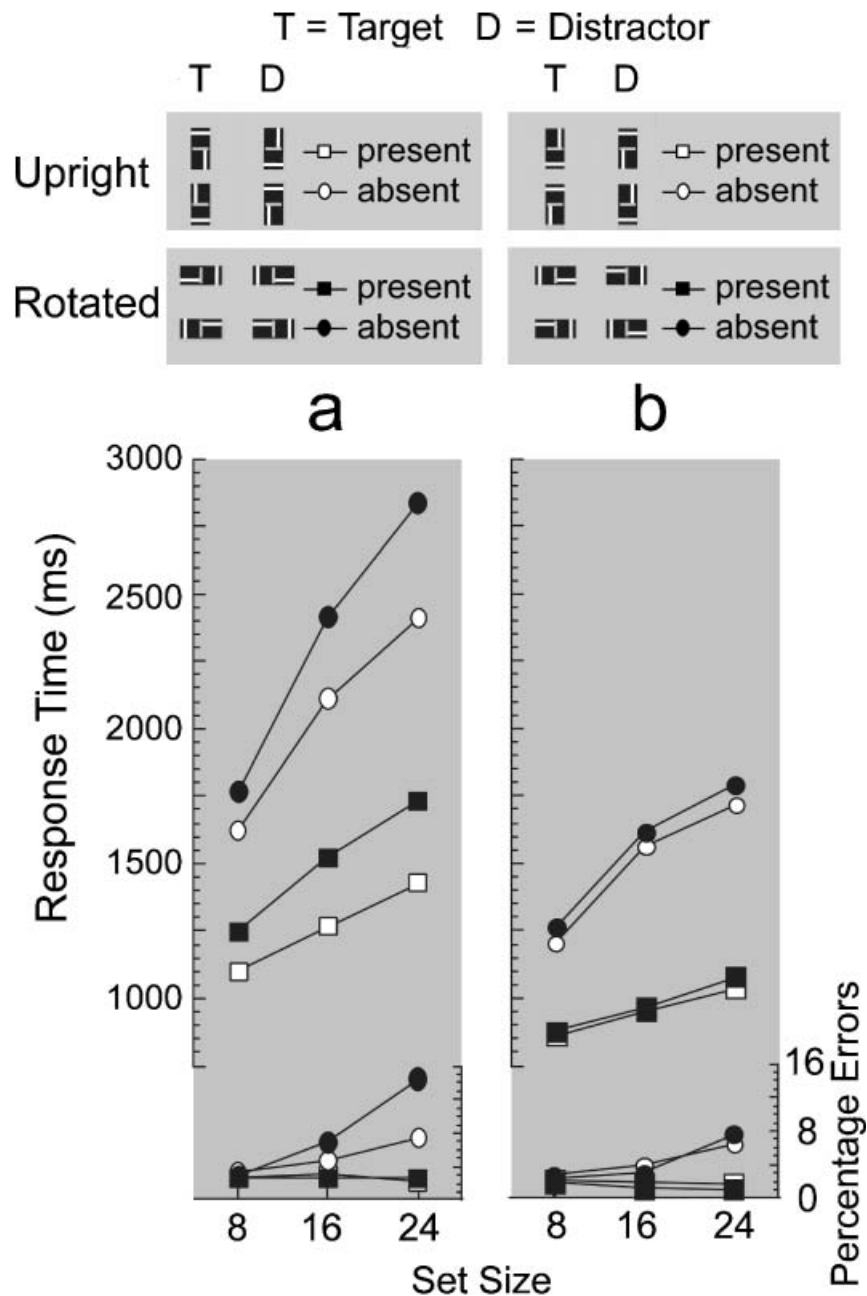 T = Target D = Distractor
T D T D
Upright present present
absent absent
Rotated present present
absent absent
a b
3000
2500
2000
1500
1000
Response Time (ms)
16
8
0
Percentage Errors
8 16 24 8 16 24
Set Size